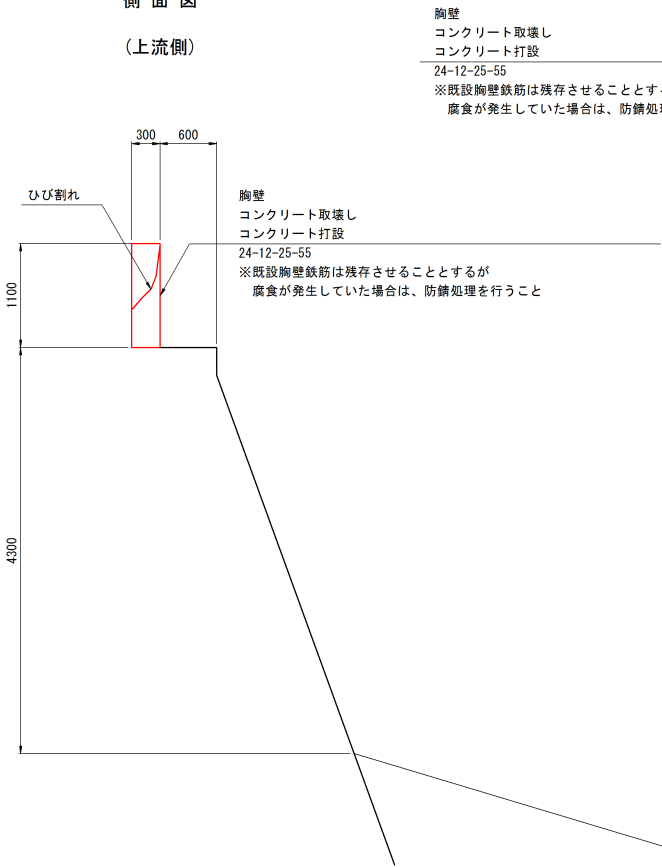 側面図
(上流側)
胸壁
コンクリート取壊し
コンクリート打設
24-12-25-55
※既設胸壁鉄筋は残存させることとす
腐食が発生していた場合は、防錆処
300
600
ひび割れ
胸壁
コンクリート取壊し
コンクリート打設
24-12-25-55
※既設胸壁鉄筋は残存させることとするが
腐食が発生していた場合は、防錆処理を行うこと
1100
4300